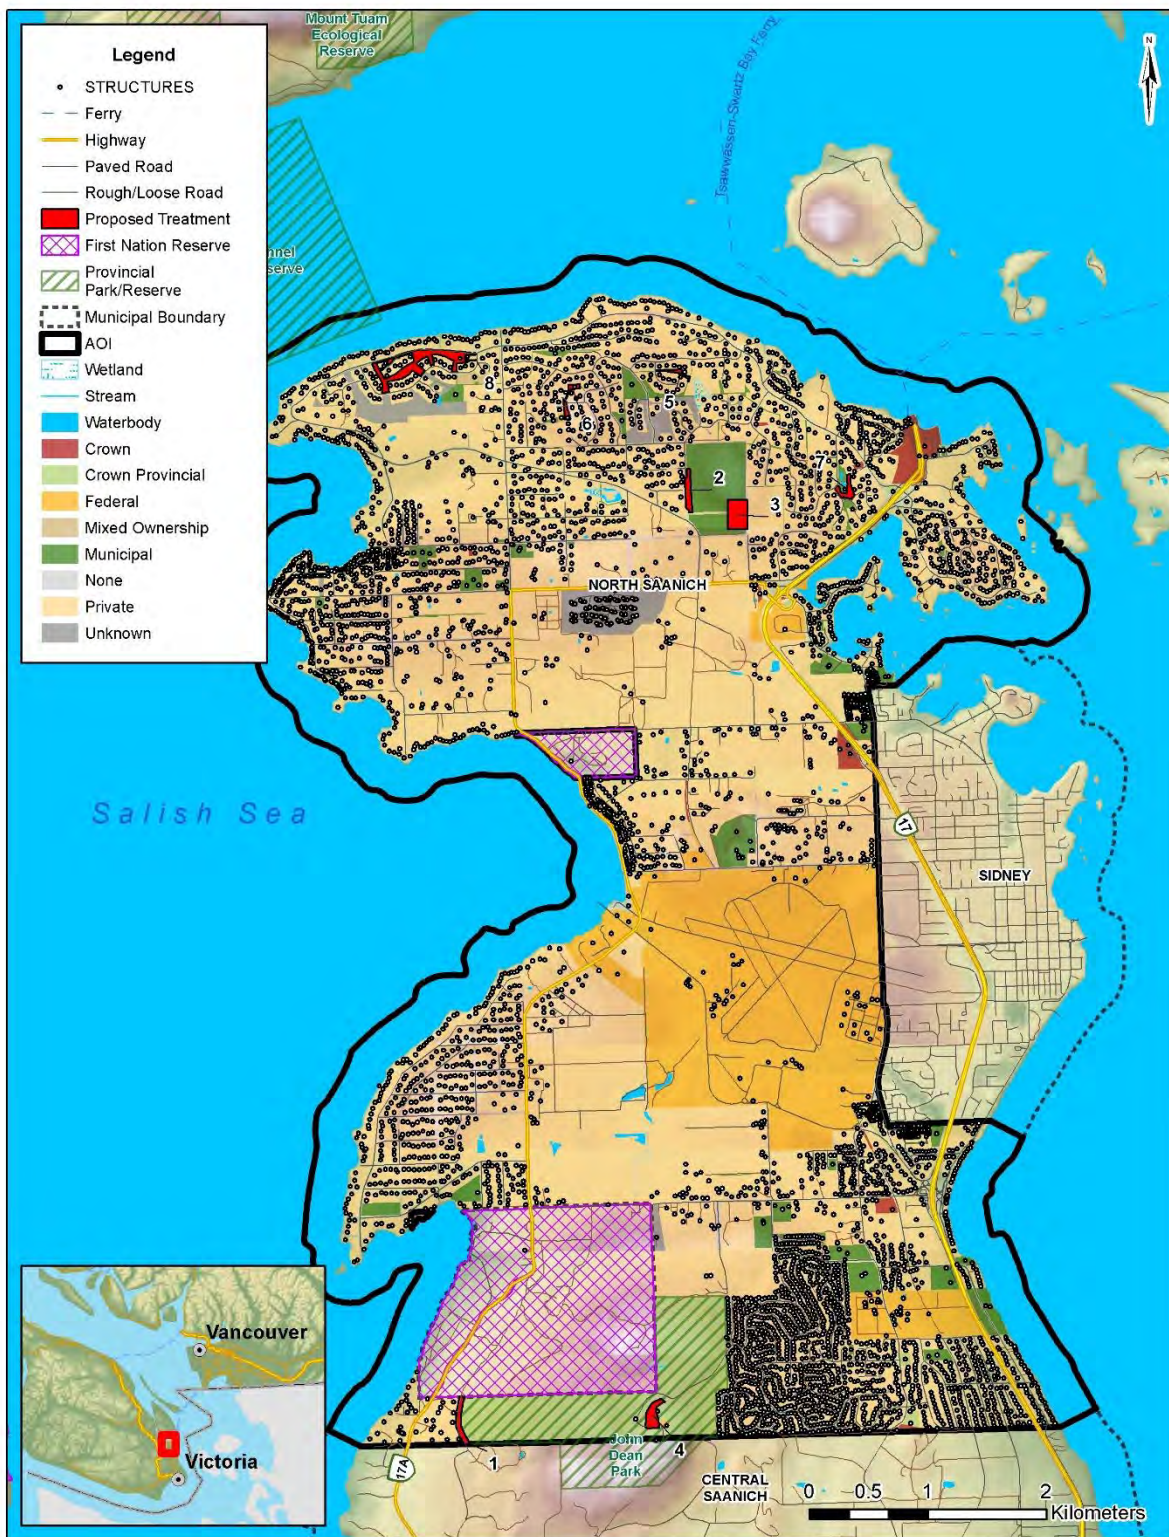 Mount Tuam
Ecological
Reserve
Tsawwassen-Swartz Bay Ferry
N
Legend
STRUCTURES
Ferry
Highway
Paved Road
Rough/Loose Road
Proposed Treatment
First Nation Reserve
Provincial
Park/Reserve
Municipal Boundary
AOI
Wetland
Stream
Waterbody
Crown
Crown Provincial
Federal
Mixed Ownership
Municipal
None
Private
Unknown
nnel
serve
8
5
6
7
2
3
NORTH SAANICH
Salish Sea
17
SIDNEY
Vancouver
Victoria
John
Dean
Park
4
1
17A
CENTRAL
SAANICH
0 0.5 1 2
Kilometers